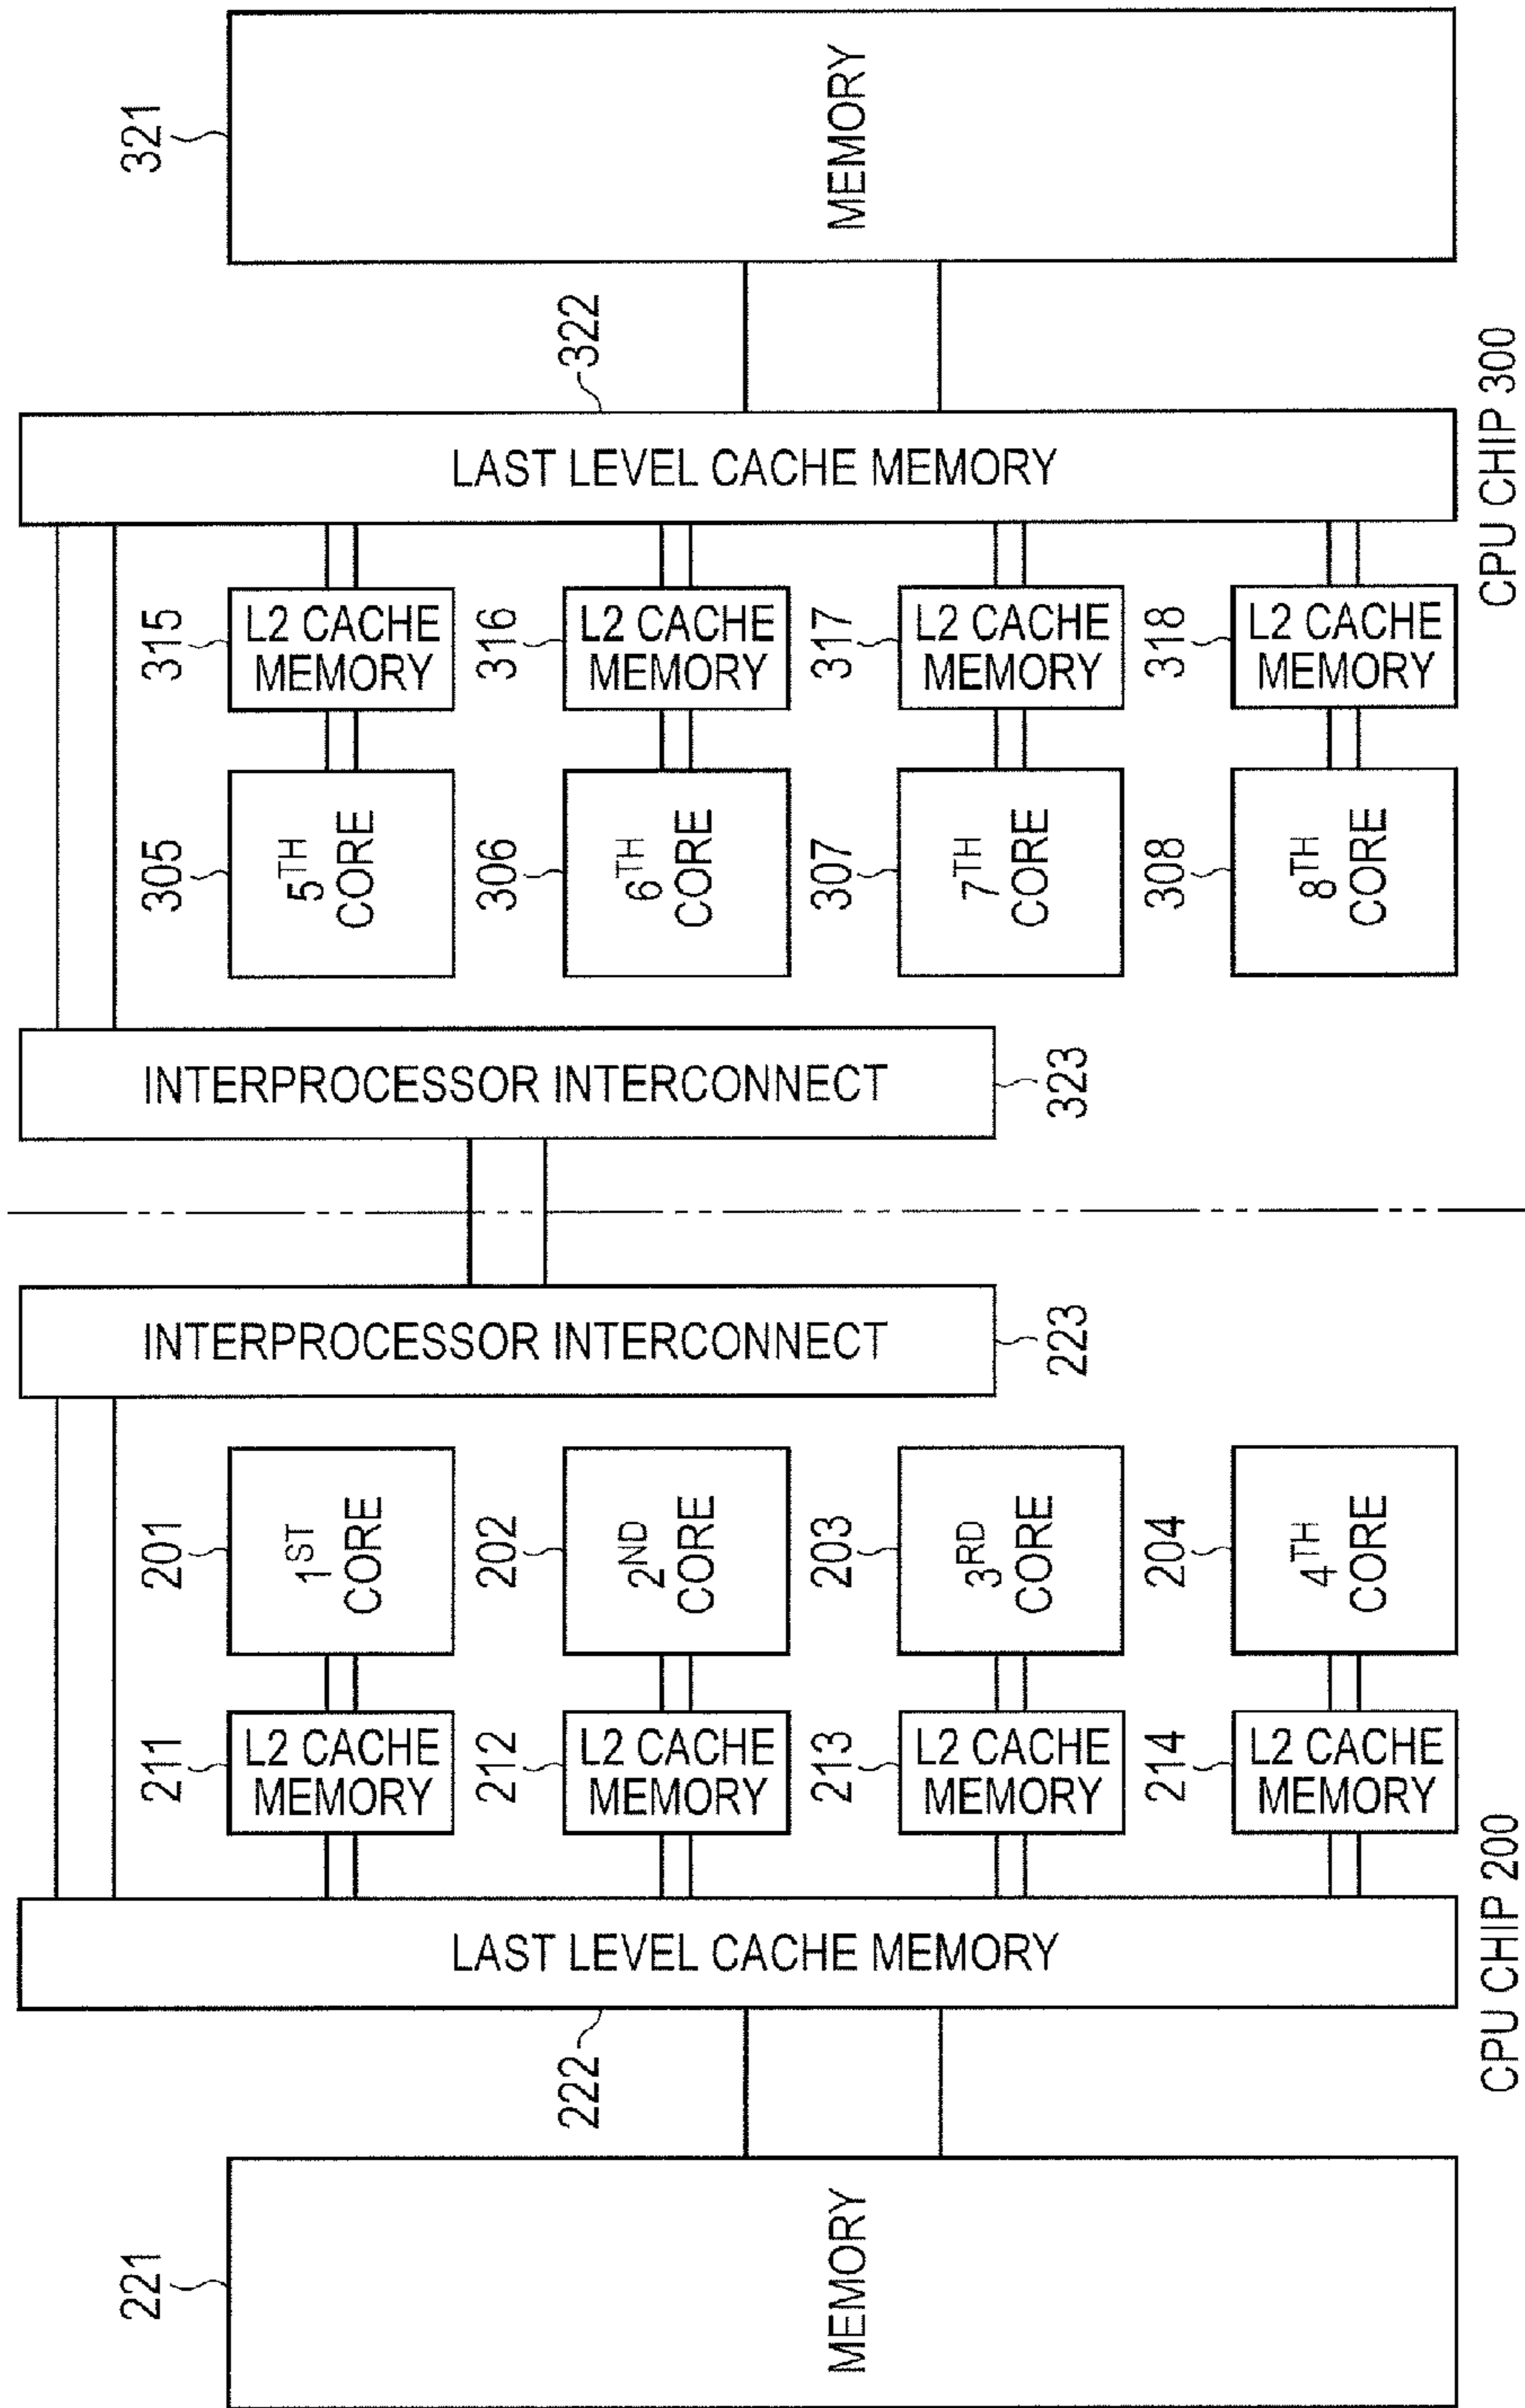 221
MEMORY
222
LAST LEVEL CACHE MEMORY
211
L2 CACHE
MEMORY
212
L2 CACHE
MEMORY
213
L2 CACHE
MEMORY
214
L2 CACHE
MEMORY
201
1ST
CORE
202
2ND
CORE
203
3RD
CORE
204
4TH
CORE
INTERPROCESSOR INTERCONNECT
223
CPU CHIP 200
INTERPROCESSOR INTERCONNECT
323
305
5TH
CORE
306
6TH
CORE
307
7TH
CORE
308
8TH
CORE
315
L2 CACHE
MEMORY
316
L2 CACHE
MEMORY
317
L2 CACHE
MEMORY
318
L2 CACHE
MEMORY
LAST LEVEL CACHE MEMORY
322
321
MEMORY
CPU CHIP 300